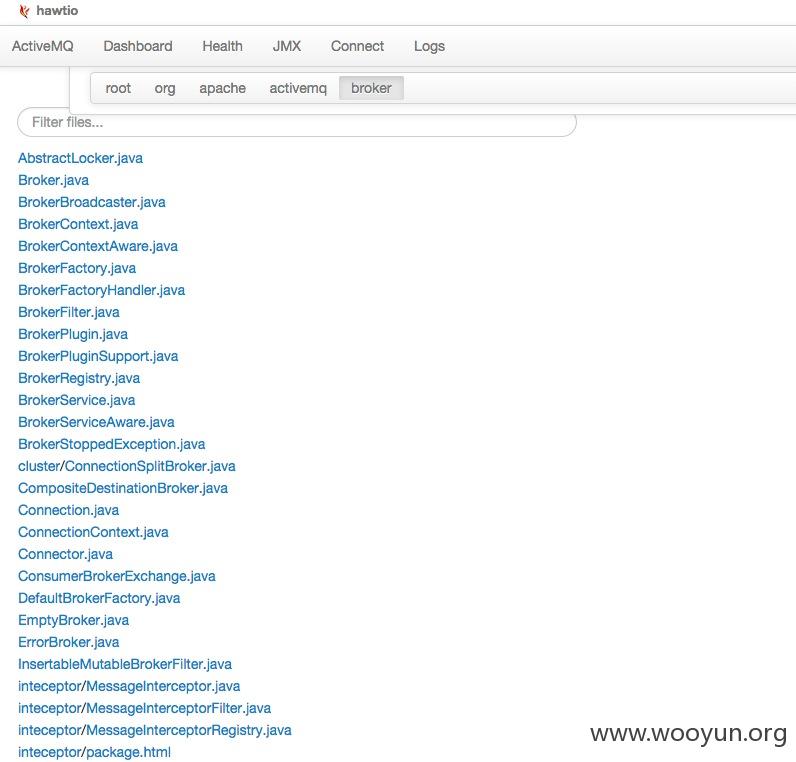 hawtio
ActiveMQ Dashboard Health JMX Connect Logs
root org apache activemq broker
Filter files...
AbstractLocker.java
Broker.java
BrokerBroadcaster.java
BrokerContext.java
BrokerContextAware.java
BrokerFactory.java
BrokerFactoryHandler.java
BrokerFilter.java
BrokerPlugin.java
BrokerPluginSupport.java
BrokerRegistry.java
BrokerService.java
BrokerServiceAware.java
BrokerStoppedException.java
cluster/ConnectionSplitBroker.java
CompositeDestinationBroker.java
Connection.java
ConnectionContext.java
Connector.java
ConsumerBrokerExchange.java
DefaultBrokerFactory.java
EmptyBroker.java
ErrorBroker.java
InsertableMutableBrokerFilter.java
inteceptor/MessageInterceptor.java
inteceptor/MessageInterceptorFilter.java
inteceptor/MessageInterceptorRegistry.java
inteceptor/package.html
www.wooyun.org